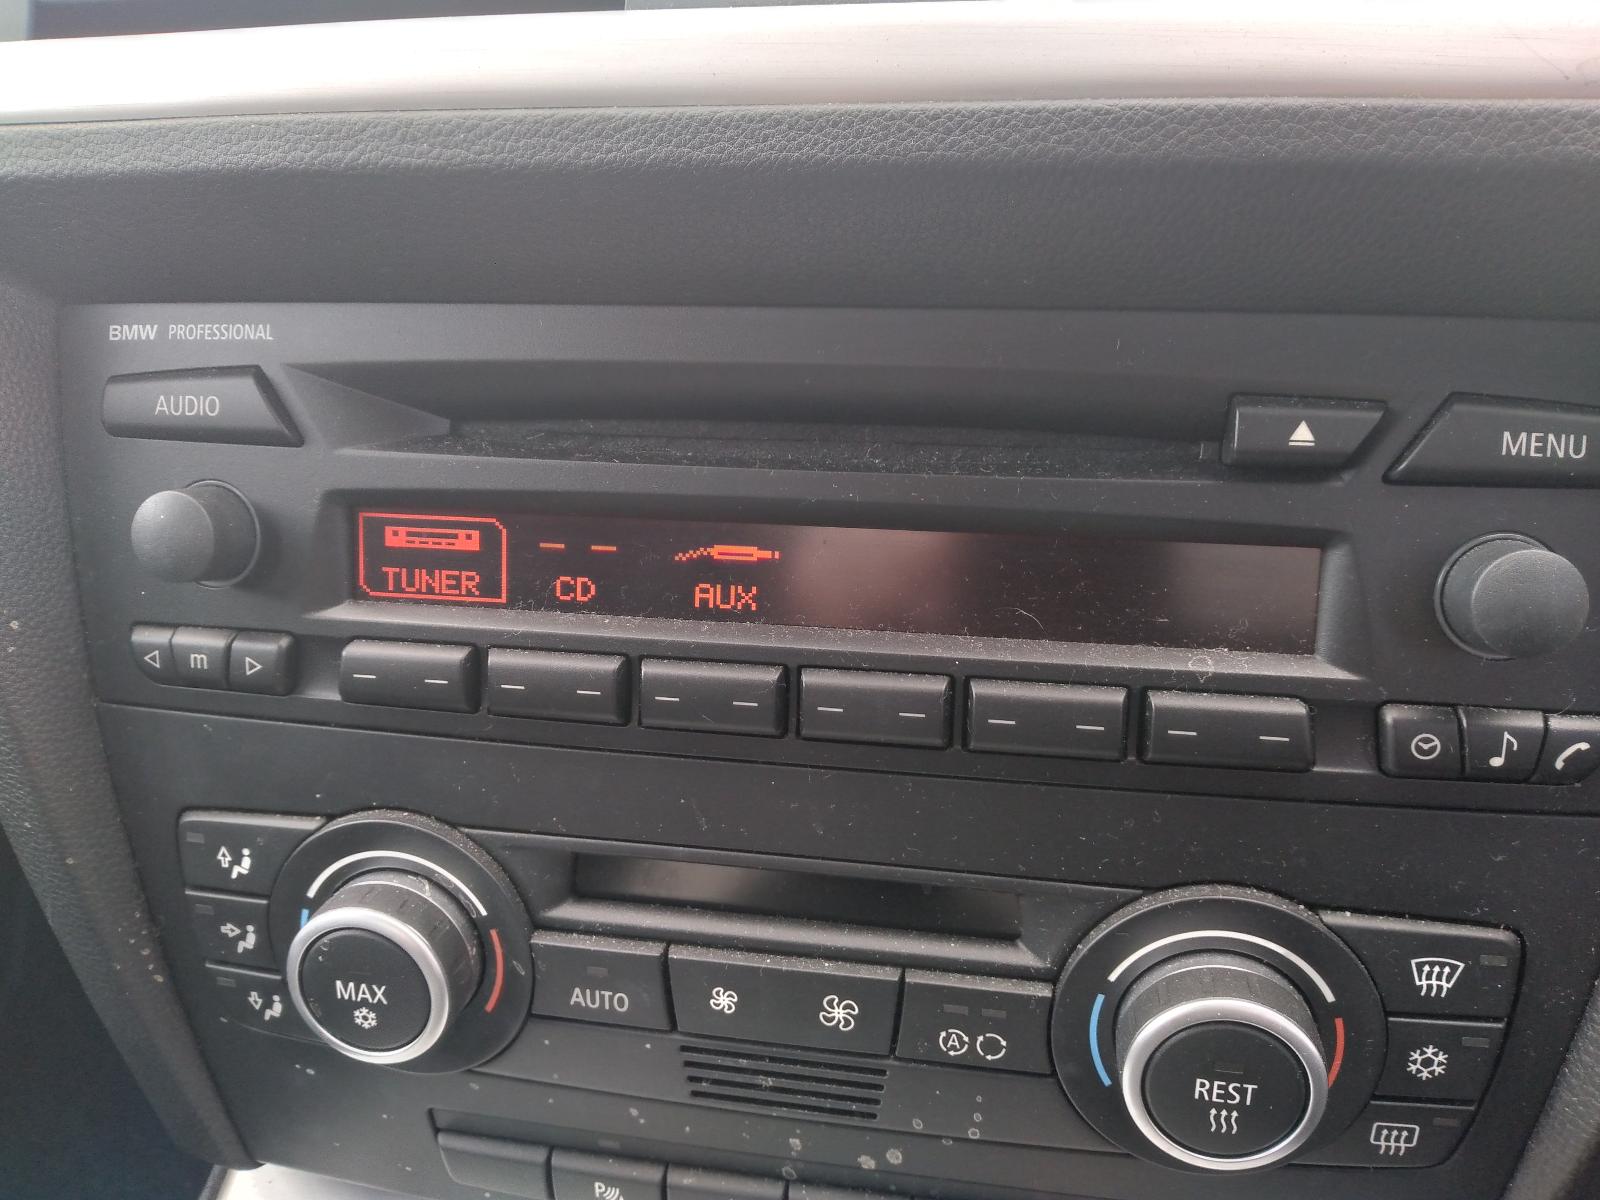 BMW PROFESSIONAL
AUDIO
MENU
TUNER
CD
AUX
m
MAX
AUTO
A
REST
P